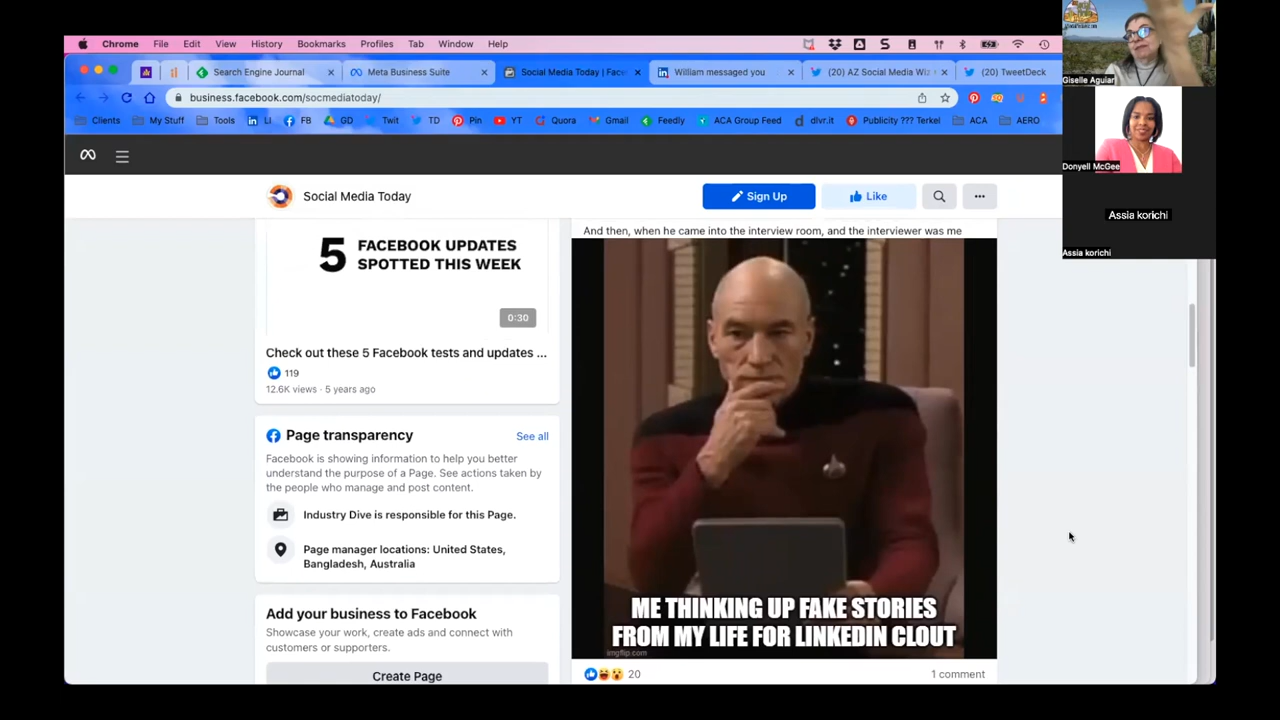 Chrome File Edit View History Bookmarks Profiles Tab Window Help
Search Engine Journal
Meta Business Suite
Social Media Today | Face
William messaged you
(20) AZ Social Media Wiz
(20) TweetDeck
business.facebook.com/socmediatoday/
Clients My Stuff Tools LI FB GD Twit TD Pin YT Quora Gmail Feedly ACA Group Feed dlvr.it Publicity ??? Terkel ACA AERO
Giselle Aguiar
Donyell McGee
Assia korichi
Assia korichi
Social Media Today
Sign Up
Like
5 FACEBOOK UPDATES
SPOTTED THIS WEEK
0:30
Check out these 5 Facebook tests and updates ...
119
12.6K views · 5 years ago
Page transparency
See all
Facebook is showing information to help you better
understand the purpose of a Page. See actions taken by
the people who manage and post content.
Industry Dive is responsible for this Page.
Page manager locations: United States,
Bangladesh, Australia
Add your business to Facebook
Showcase your work, create ads and connect with
customers or supporters.
Create Page
And then, when he came into the interview room, and the interviewer was me
ME THINKING UP FAKE STORIES
FROM MY LIFE FOR LINKEDIN CLOUT
imgflip.com
20
1 comment